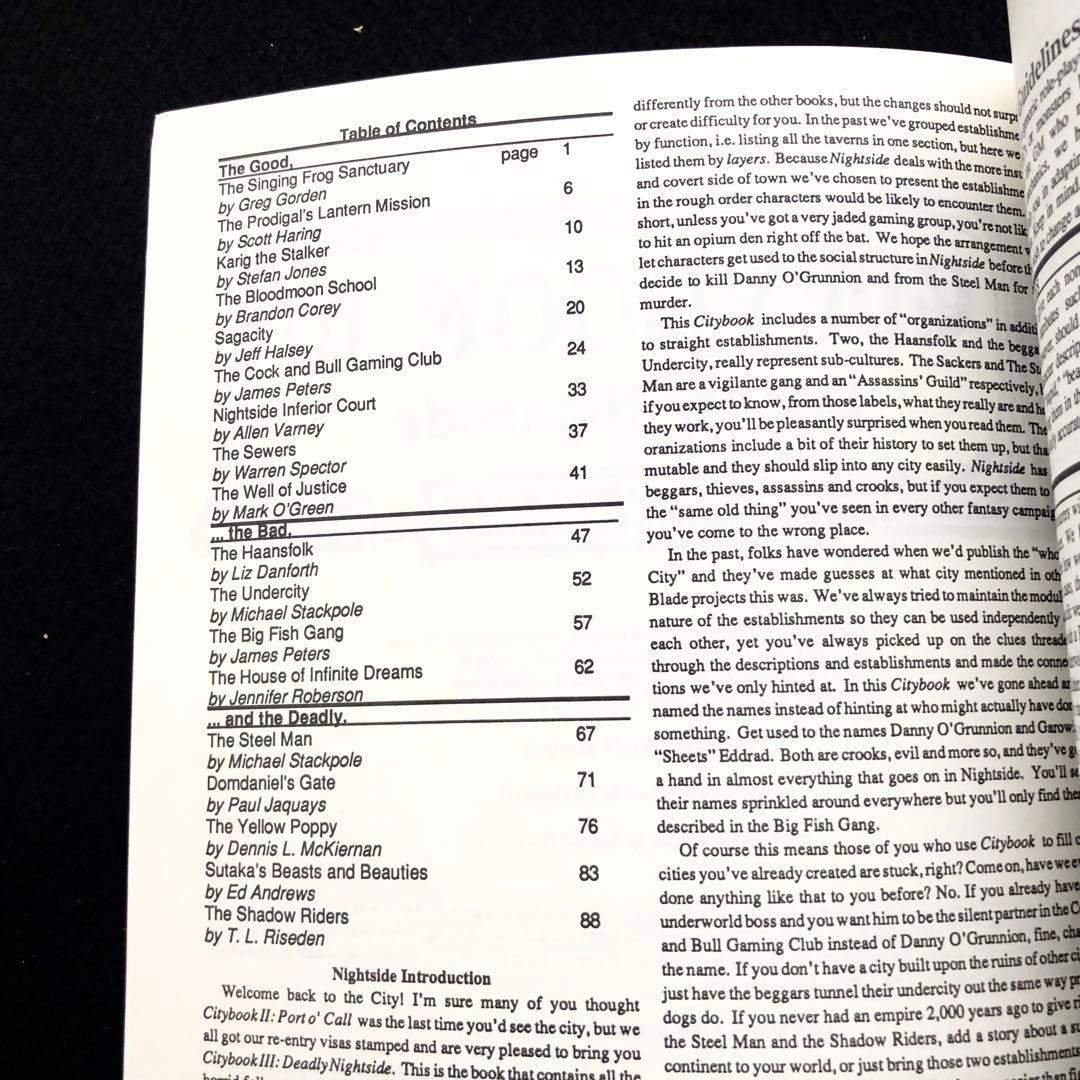 Table of Contents
The Good, page 1
The Singing Frog Sanctuary
by Greg Gorden 6
The Prodigal's Lantern Mission
by Scott Haring 10
Karig the Stalker
by Stefan Jones 13
The Bloodmoon School
by Brandon Corey 20
Sagacity
by Jeff Halsey 24
The Cock and Bull Gaming Club
by James Peters 33
Nightside Inferior Court
by Allen Varney 37
The Sewers
by Warren Spector 41
The Well of Justice
by Mark O'Green
... the Bad, 47
The Haansfolk
by Liz Danforth 52
The Undercity
by Michael Stackpole 57
The Big Fish Gang
by James Peters
The House of Infinite Dreams 62
by Jennifer Roberson
... and the Deadly.
The Steel Man 67
by Michael Stackpole
Domdaniel's Gate 71
by Paul Jaquays
The Yellow Poppy 76
by Dennis L. McKiernan
Sutaka's Beasts and Beauties 83
by Ed Andrews
The Shadow Riders 88
by T. L. Riseden
Nightside Introduction
Welcome back to the City! I'm sure many of you thought
Citybook II: Port o' Call was the last time you'd see the city, but we
all got our re-entry visas stamped and are very pleased to bring you
Citybook III: Deadly Nightside. This is the book that contains all the
differently from the other books, but the changes should not
or create difficulty for you. In the past we've grouped
by function, i.e. listing all the taverns in one section, but here we
listed them by layers. Because Nightside deals with the more
and covert side of town we've chosen to present the
in the rough order characters would be likely to encounter them.
short, unless you've got a very jaded gaming group, you're not
to hit an opium den right off the bat. We hope the arrangement
let characters get used to the social structure in Nightside before
decide to kill Danny O'Grunnion and from the Steel Man for
murder.
This Citybook includes a number of "organizations" in
to straight establishments. Two, the Haansfolk and the
Undercity, really represent sub-cultures. The Sackers and The
Man are a vigilante gang and an "Assassins' Guild" respectively,
if you expect to know, from those labels, what they really are and
they work, you'll be pleasantly surprised when you read them. The
oranizations include a bit of their history to set them up, but
mutable and they should slip into any city easily. Nightside has
beggars, thieves, assassins and crooks, but if you expect them to
the "same old thing" you've seen in every other fantasy
you've come to the wrong place.
In the past, folks have wondered when we'd publish the
City" and they've made guesses at what city mentioned in
Blade projects this was. We've always tried to maintain the
nature of the establishments so they can be used independently
each other, yet you've always picked up on the clues
through the descriptions and establishments and made the
tions we've only hinted at. In this Citybook we've gone ahead
named the names instead of hinting at who might actually have
something. Get used to the names Danny O'Grunnion and
"Sheets" Eddrad. Both are crooks, evil and more so, and they've
a hand in almost everything that goes on in Nightside. You'll
their names sprinkled around everywhere but you'll only find
described in the Big Fish Gang.
Of course this means those of you who use Citybook to fill
cities you've already created are stuck, right? Come on, have we
done anything like that to you before? No. If you already have
underworld boss and you want him to be the silent partner in the
and Bull Gaming Club instead of Danny O'Grunnion, fine,
the name. If you don't have a city built upon the ruins of other
just have the beggars tunnel their undercity out the same way
dogs do. If you never had an empire 2,000 years ago to give
the Steel Man and the Shadow Riders, add a story about a
continent to your world, or just bring those two establishments